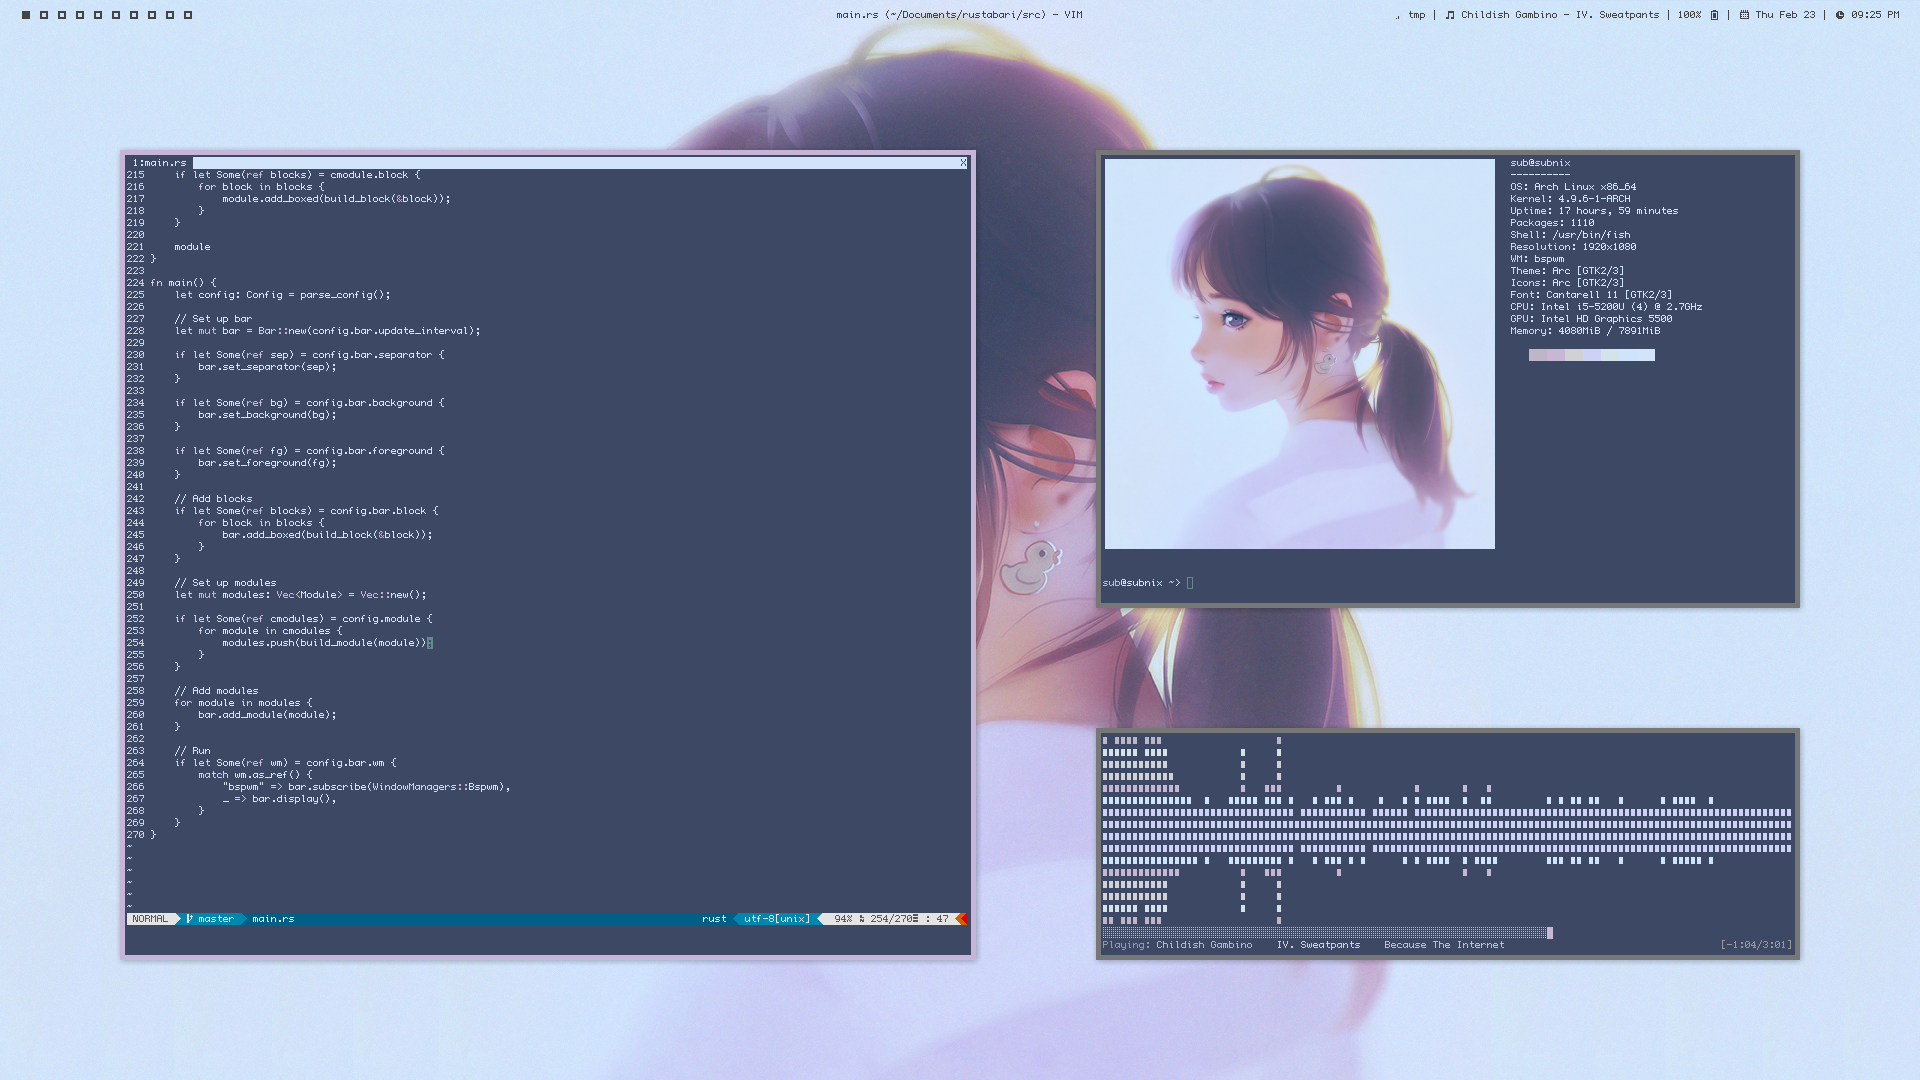 main.rs (~/Documents/rustabari/src) - VIM
tmp | Childish Gambino - IV. Sweatpants | 100% | Thu Feb 23 | 09:25 PM
1:main.rs X
215     if let Some(ref blocks) = cmodule.block {
216         for block in blocks {
217             module.add_boxed(build_block(&block));
218         }
219     }
220
221     module
222 }
223
224 fn main() {
225     let config: Config = parse_config();
226
227     // Set up bar
228     let mut bar = Bar::new(config.bar.update_interval);
229
230     if let Some(ref sep) = config.bar.separator {
231         bar.set_separator(sep);
232     }
233
234     if let Some(ref bg) = config.bar.background {
235         bar.set_background(bg);
236     }
237
238     if let Some(ref fg) = config.bar.foreground {
239         bar.set_foreground(fg);
240     }
241
242     // Add blocks
243     if let Some(ref blocks) = config.bar.block {
244         for block in blocks {
245             bar.add_boxed(build_block(&block));
246         }
247     }
248
249     // Set up modules
250     let mut modules: Vec<Module> = Vec::new();
251
252     if let Some(ref cmodules) = config.module {
253         for module in cmodules {
254             modules.push(build_module(module));
255         }
256     }
257
258     // Add modules
259     for module in modules {
260         bar.add_module(module);
261     }
262
263     // Run
264     if let Some(ref wm) = config.bar.wm {
265         match wm.as_ref() {
266             "bspwm" => bar.subscribe(WindowManagers::Bspwm),
267             _ => bar.display(),
268         }
269     }
270 }
~
~
~
~
~
~
NORMAL master main.rs rust utf-8[unix] 94% 254/270 : 47
sub@subnix
----------
OS: Arch Linux x86_64
Kernel: 4.9.6-1-ARCH
Uptime: 17 hours, 59 minutes
Packages: 1110
Shell: /usr/bin/fish
Resolution: 1920x1080
WM: bspwm
Theme: Arc [GTK2/3]
Icons: Arc [GTK2/3]
Font: Cantarell 11 [GTK2/3]
CPU: Intel i5-5200U (4) @ 2.7GHz
GPU: Intel HD Graphics 5500
Memory: 4080MiB / 7891MiB
sub@subnix ~>
Playing: Childish Gambino IV. Sweatpants Because The Internet [-1:04/3:01]